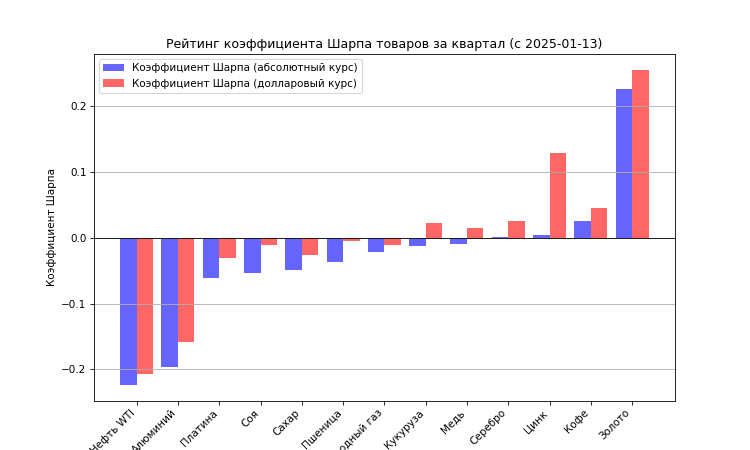 Рейтинг коэффициента Шарпа товаров за квартал (с 2025-01-13)
Коэффициент Шарпа (абсолютный курс)
Коэффициент Шарпа (долларовый курс)
Коэффициент Шарпа
0.2
0.1
0.0
−0.1
−0.2
Нефть WTI
Алюминий
Платина
Соя
Сахар
Пшеница
одный газ
Кукуруза
Медь
Серебро
Цинк
Кофе
Золото